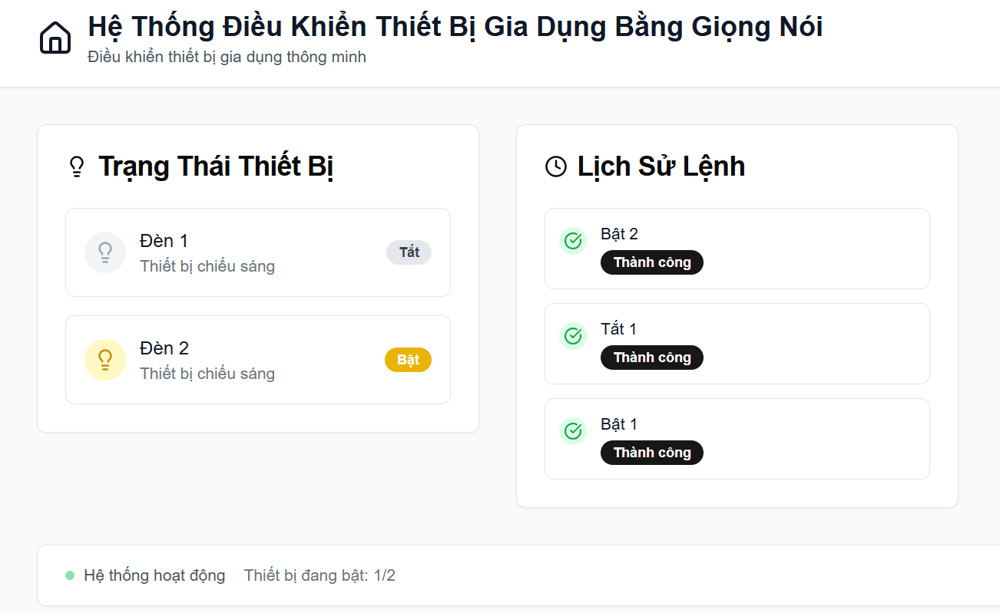 Hệ Thống Điều Khiển Thiết Bị Gia Dụng Bằng Giọng Nói
Điều khiển thiết bị gia dụng thông minh
Trạng Thái Thiết Bị
Đèn 1
Thiết bị chiếu sáng
Tắt
Đèn 2
Thiết bị chiếu sáng
Bật
Lịch Sử Lệnh
Bật 2
Thành công
Tắt 1
Thành công
Bật 1
Thành công
Hệ thống hoạt động
Thiết bị đang bật: 1/2